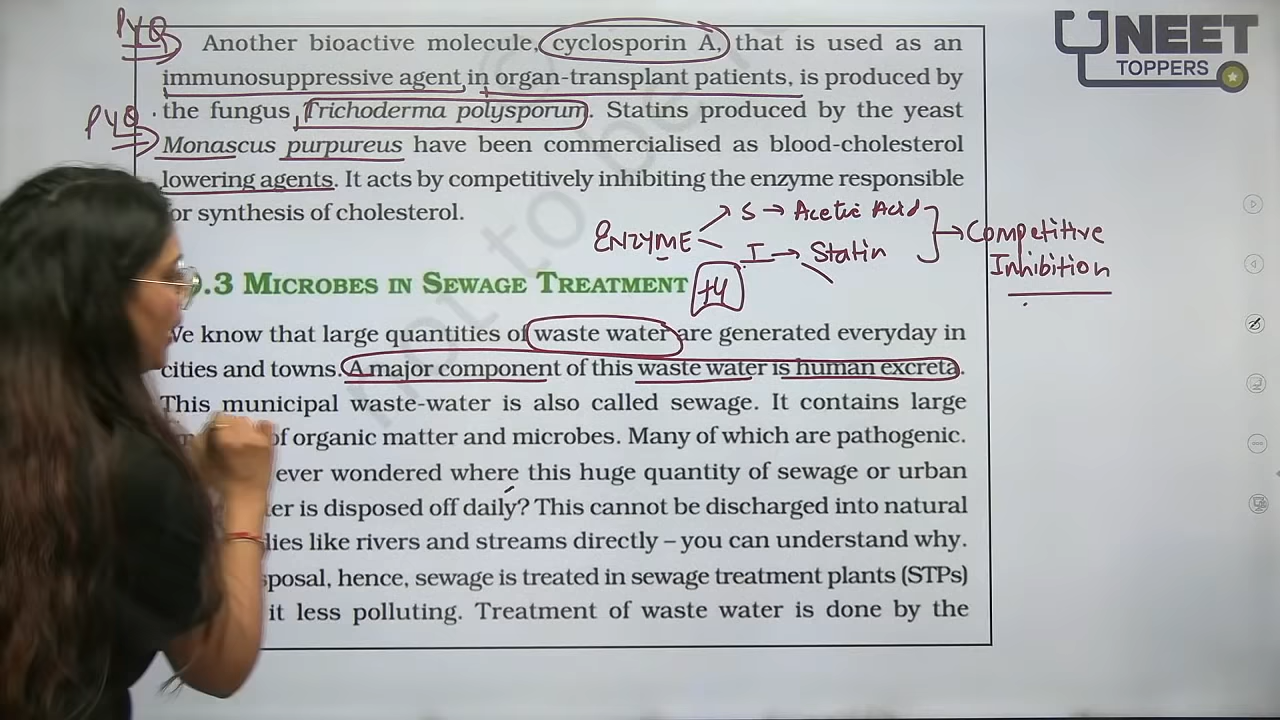 PYQ
Another bioactive molecule, cyclosporin A, that is used as an
immunosuppressive agent in organ-transplant patients, is produced by
the fungus Trichoderma polysporum. Statins produced by the yeast
PYQ
Monascus purpureus have been commercialised as blood-cholesterol
lowering agents. It acts by competitively inhibiting the enzyme responsible
or synthesis of cholesterol.
ENZYME
S → Acetic Acid
I → Statin
→ Competitive
Inhibition
.3 MICROBES IN SEWAGE TREATMENT
We know that large quantities of waste water are generated everyday in
cities and towns. A major component of this waste water is human excreta.
This municipal waste-water is also called sewage. It contains large
of organic matter and microbes. Many of which are pathogenic.
ever wondered where this huge quantity of sewage or urban
er is disposed off daily? This cannot be discharged into natural
dies like rivers and streams directly – you can understand why.
sposal, hence, sewage is treated in sewage treatment plants (STPs)
it less polluting. Treatment of waste water is done by the
not to be
UNEET
TOPPERS